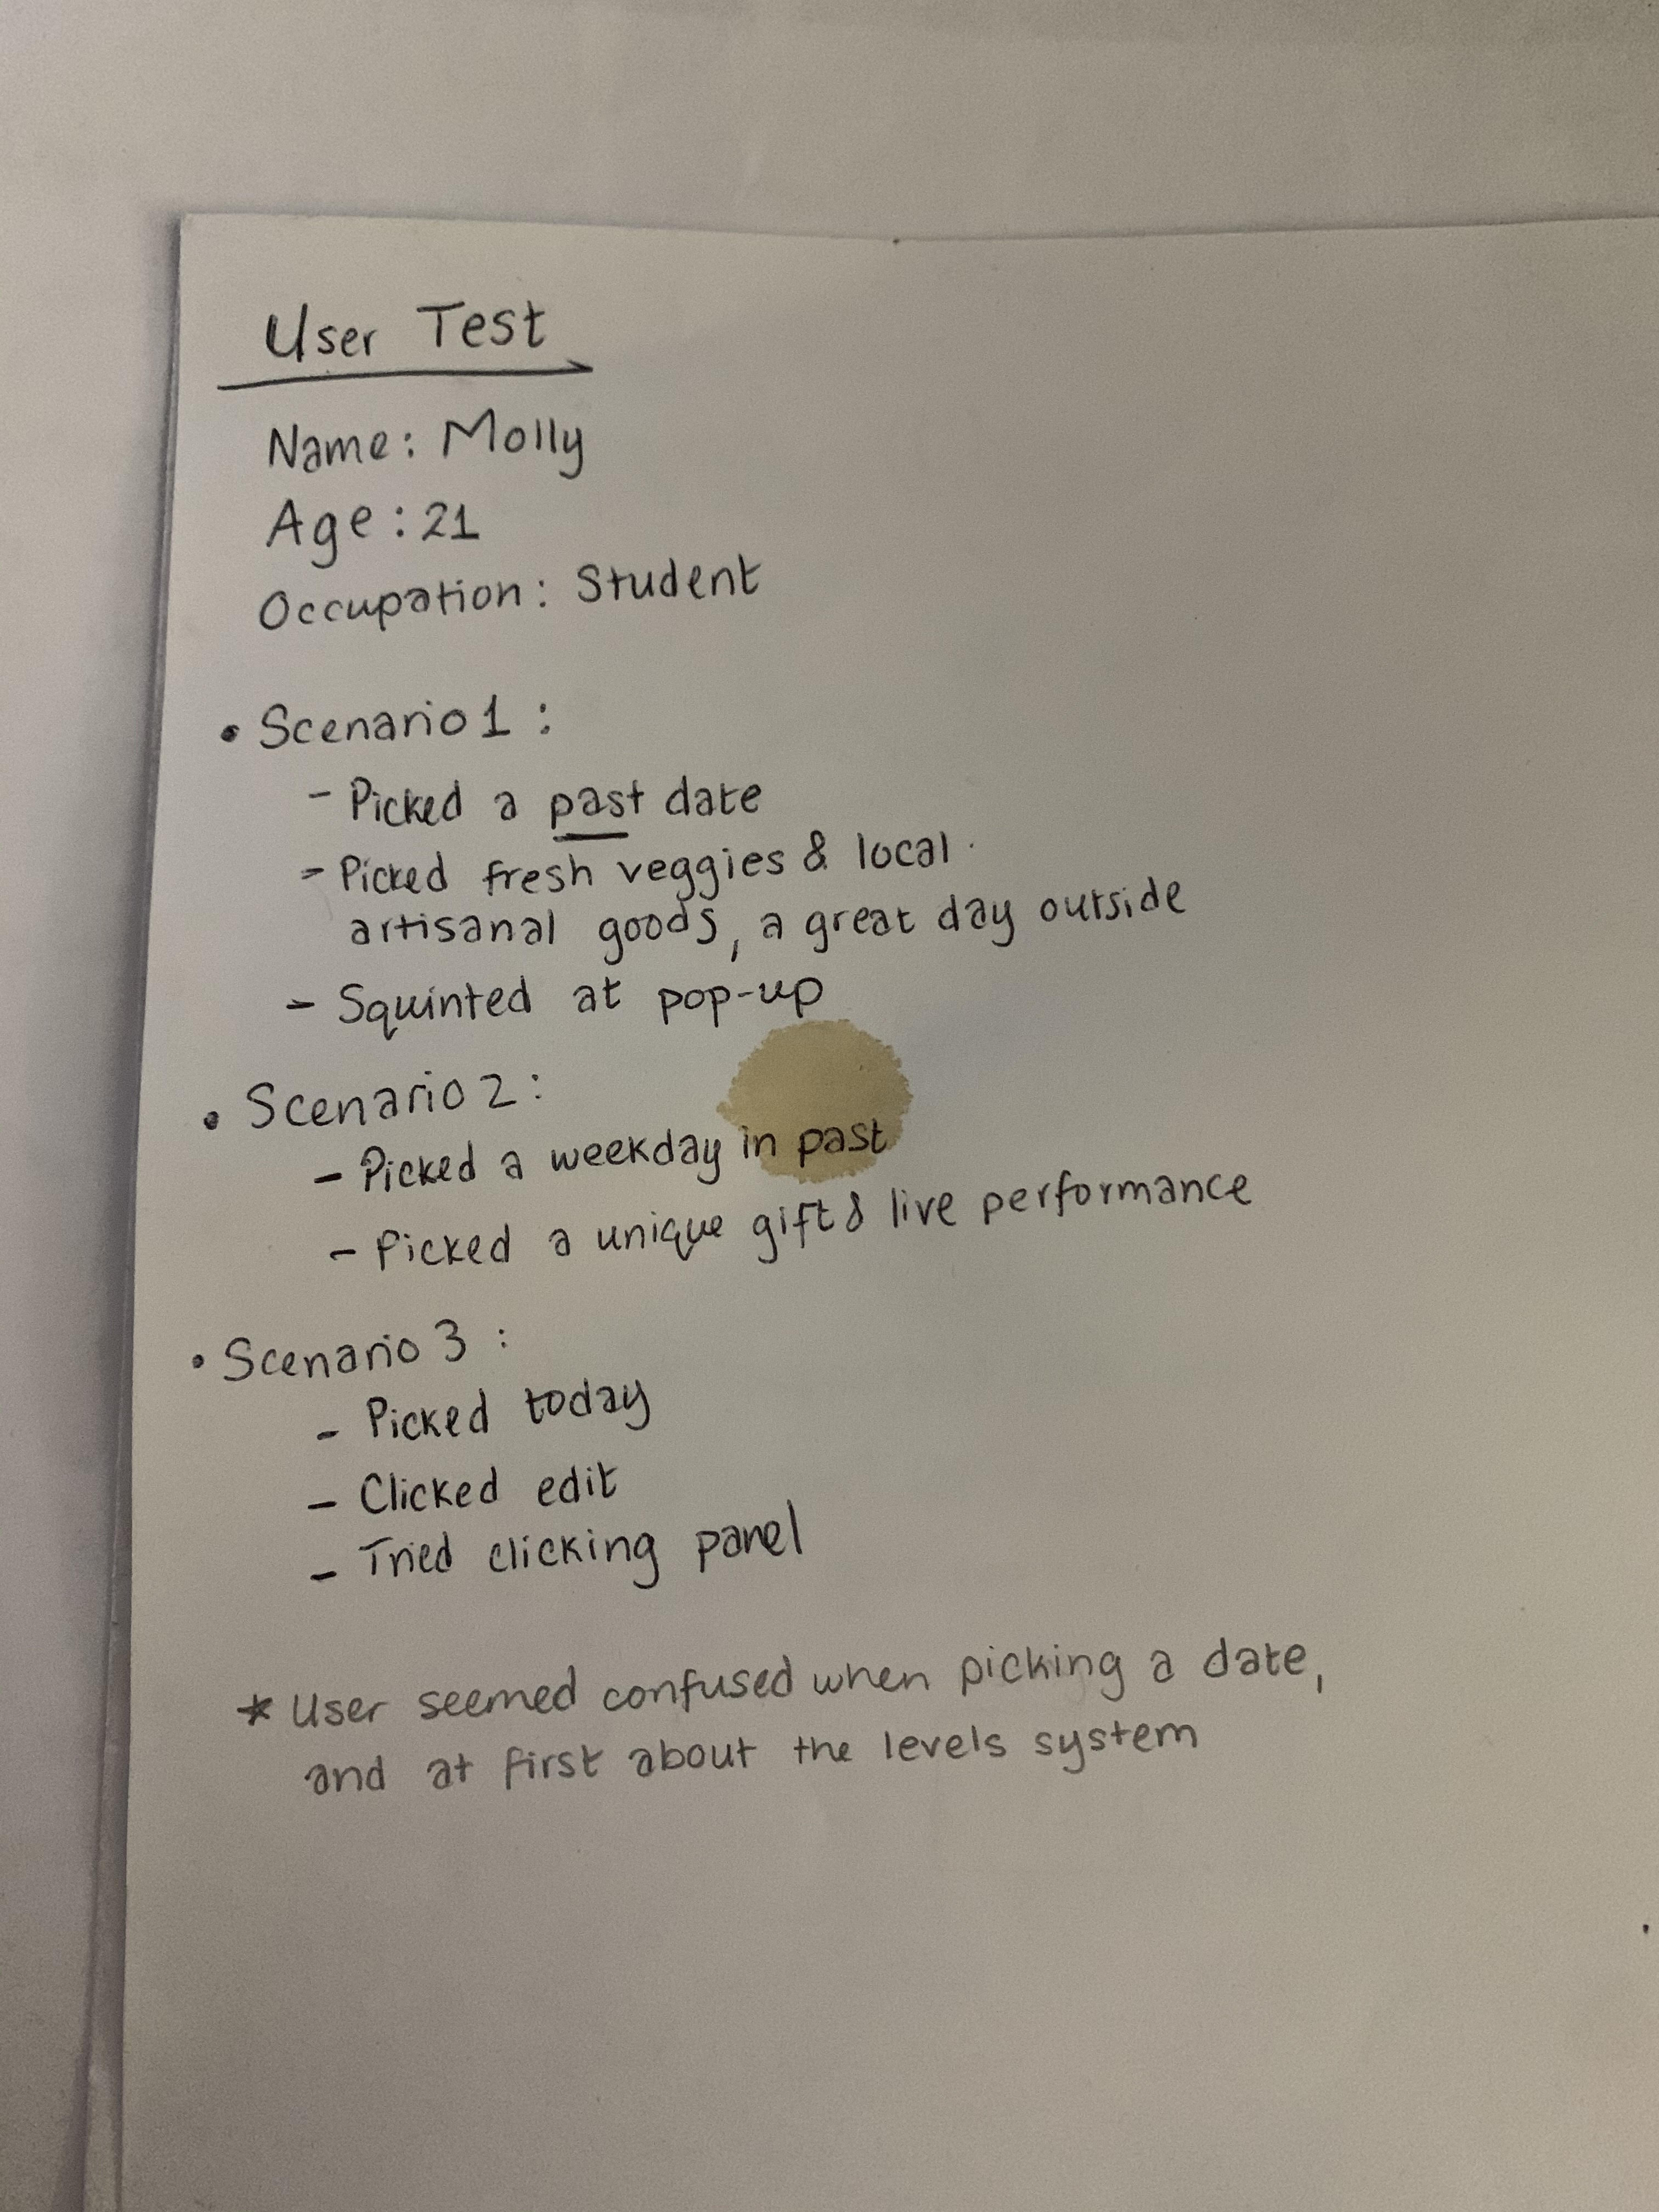 User Test
Name: Molly
Age: 21
Occupation: Student
• Scenario 1:
- Picked a past date
- Picked fresh veggies & local
artisanal goods, a great day outside
- Squinted at pop-up
• Scenario 2:
- Picked a weekday in past
- Picked a unique gift & live performance
• Scenario 3:
- Picked today
- Clicked edit
- Tried clicking panel
* User seemed confused when picking a date,
and at first about the levels system